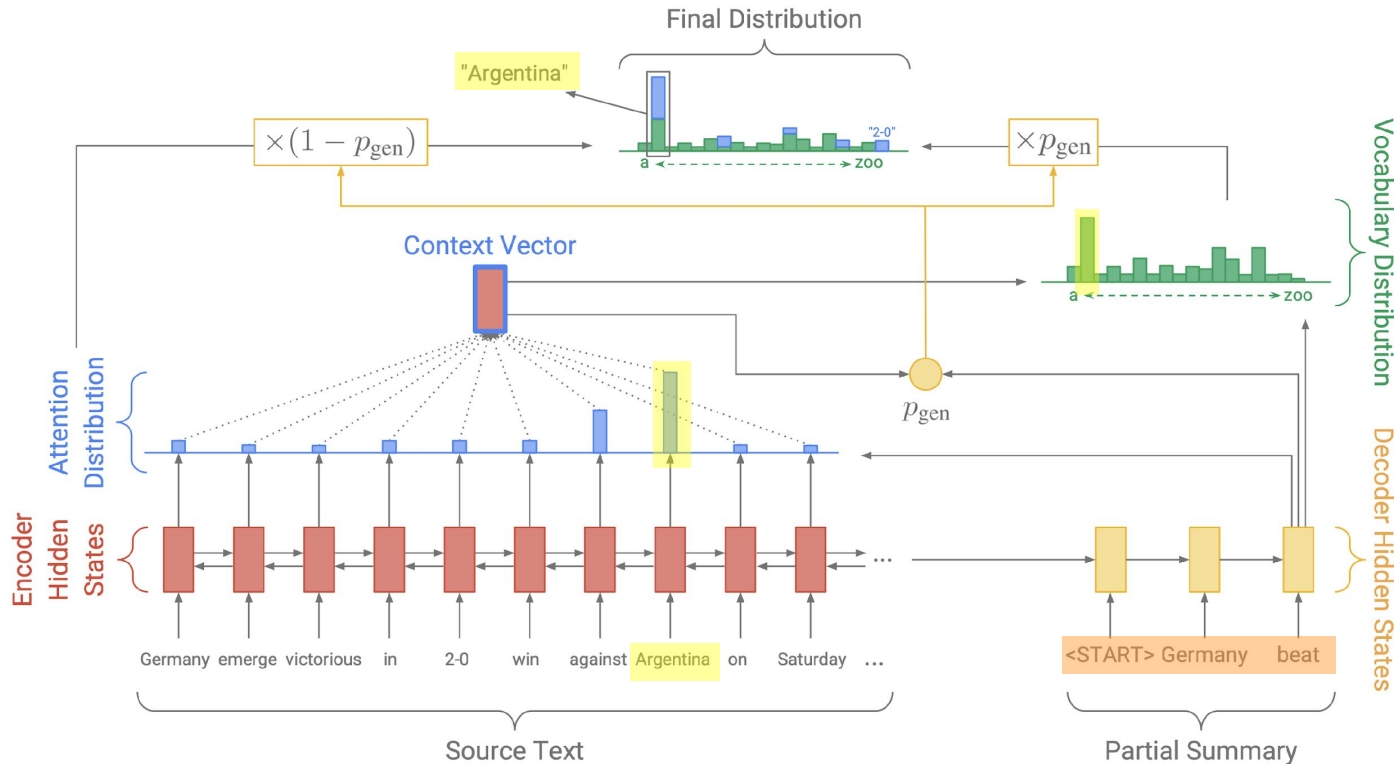 Final Distribution
"Argentina"
×(1 − p_gen)
"2-0"
×p_gen
a
zoo
Vocabulary Distribution
Context Vector
a
zoo
Attention
Distribution
p_gen
Encoder
Hidden
States
...
Decoder Hidden States
Germany emerge victorious in 2-0 win against Argentina on Saturday ...
<START> Germany beat
Source Text
Partial Summary